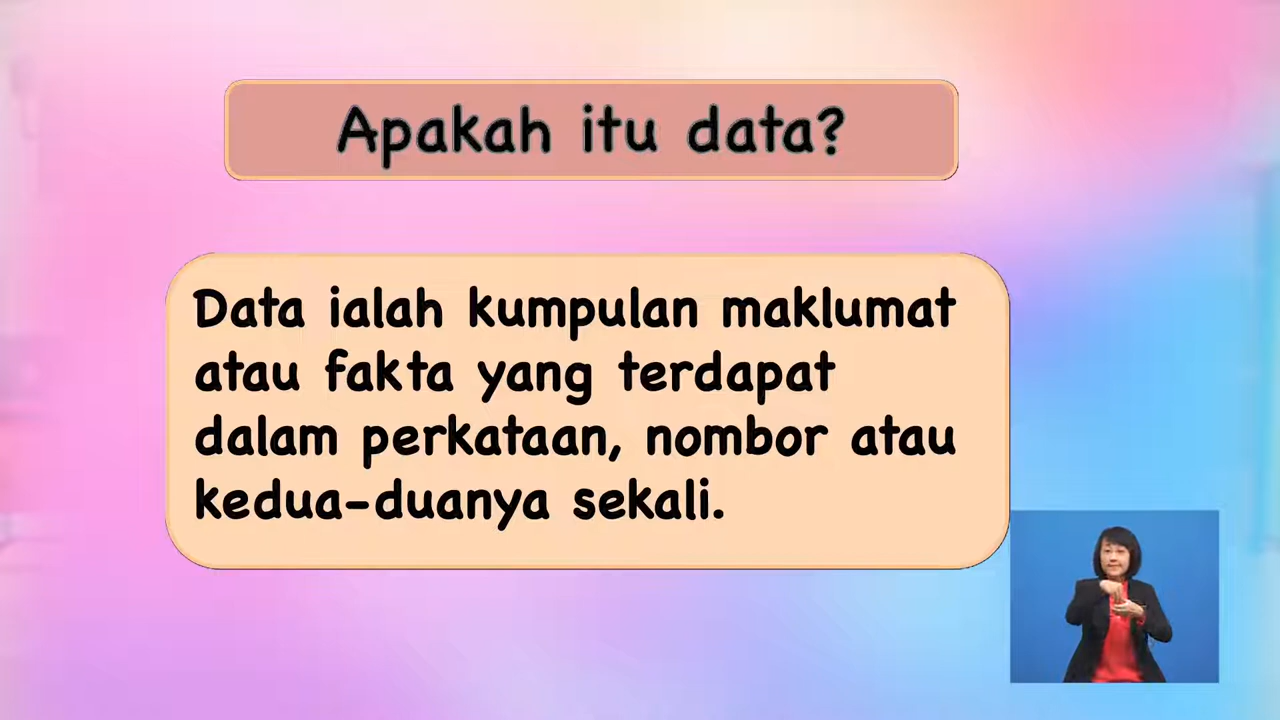 Apakah itu data?
Data ialah kumpulan maklumat
atau fakta yang terdapat
dalam perkataan, nombor atau
kedua-duanya sekali.